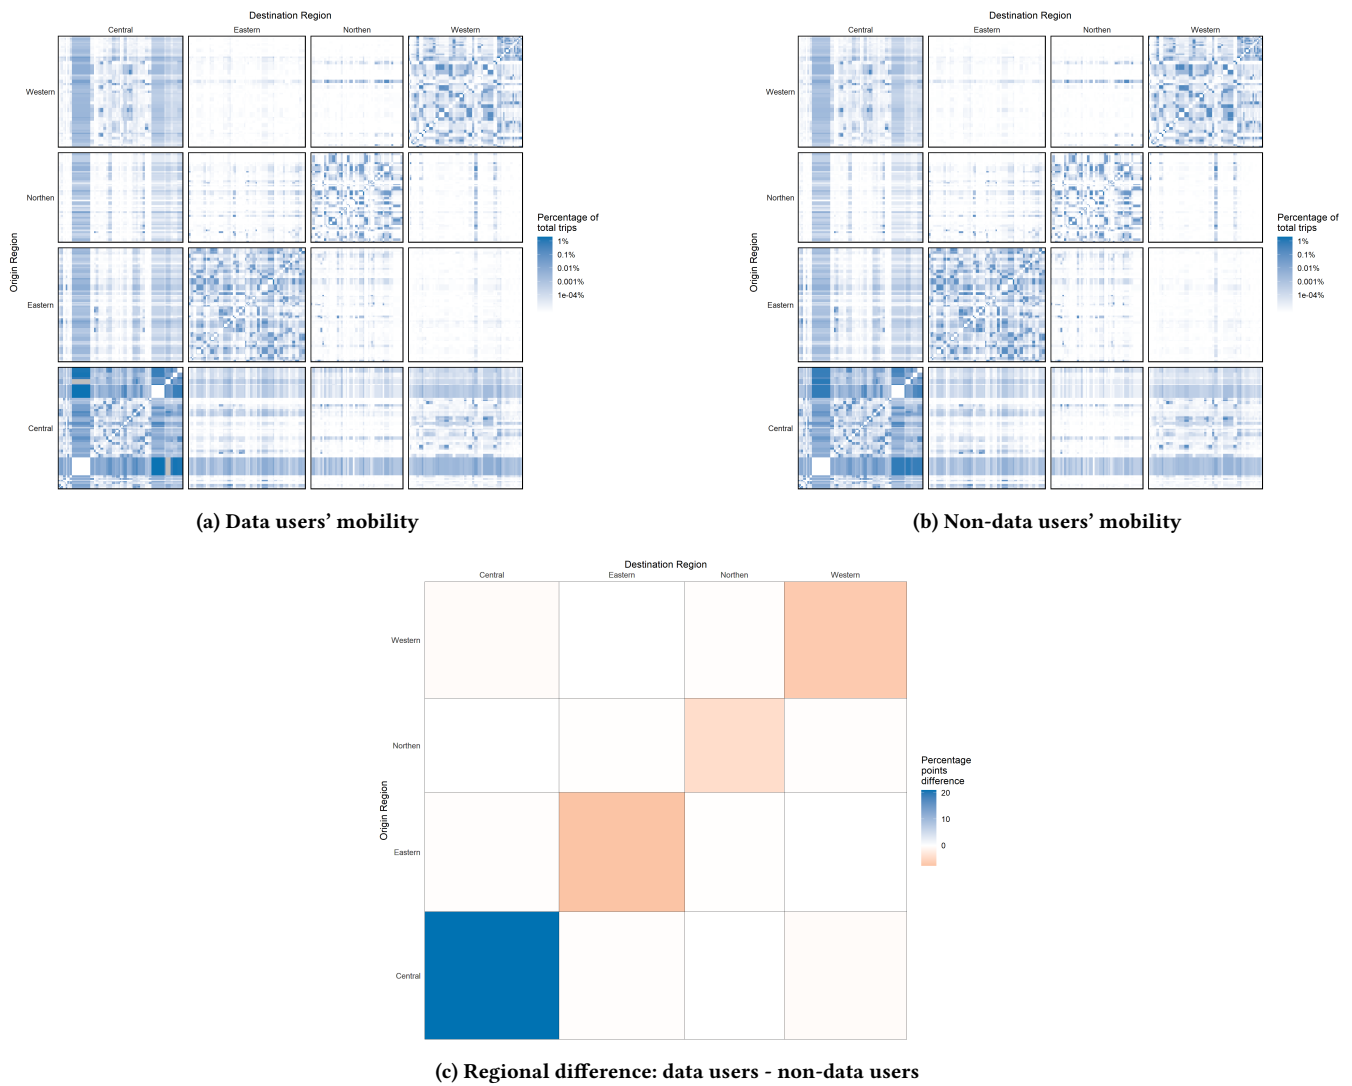 Destination Region
Central Eastern Northen Western
Western
Northen
Eastern
Central
Origin Region
Percentage of
total trips
1%
0.1%
0.01%
0.001%
1e-04%
(a) Data users’ mobility
Destination Region
Central Eastern Northen Western
Western
Northen
Eastern
Central
Origin Region
Percentage of
total trips
1%
0.1%
0.01%
0.001%
1e-04%
(b) Non-data users’ mobility
Destination Region
Central Eastern Northen Western
Western
Northen
Eastern
Central
Origin Region
Percentage
points
difference
20
10
0
(c) Regional difference: data users - non-data users